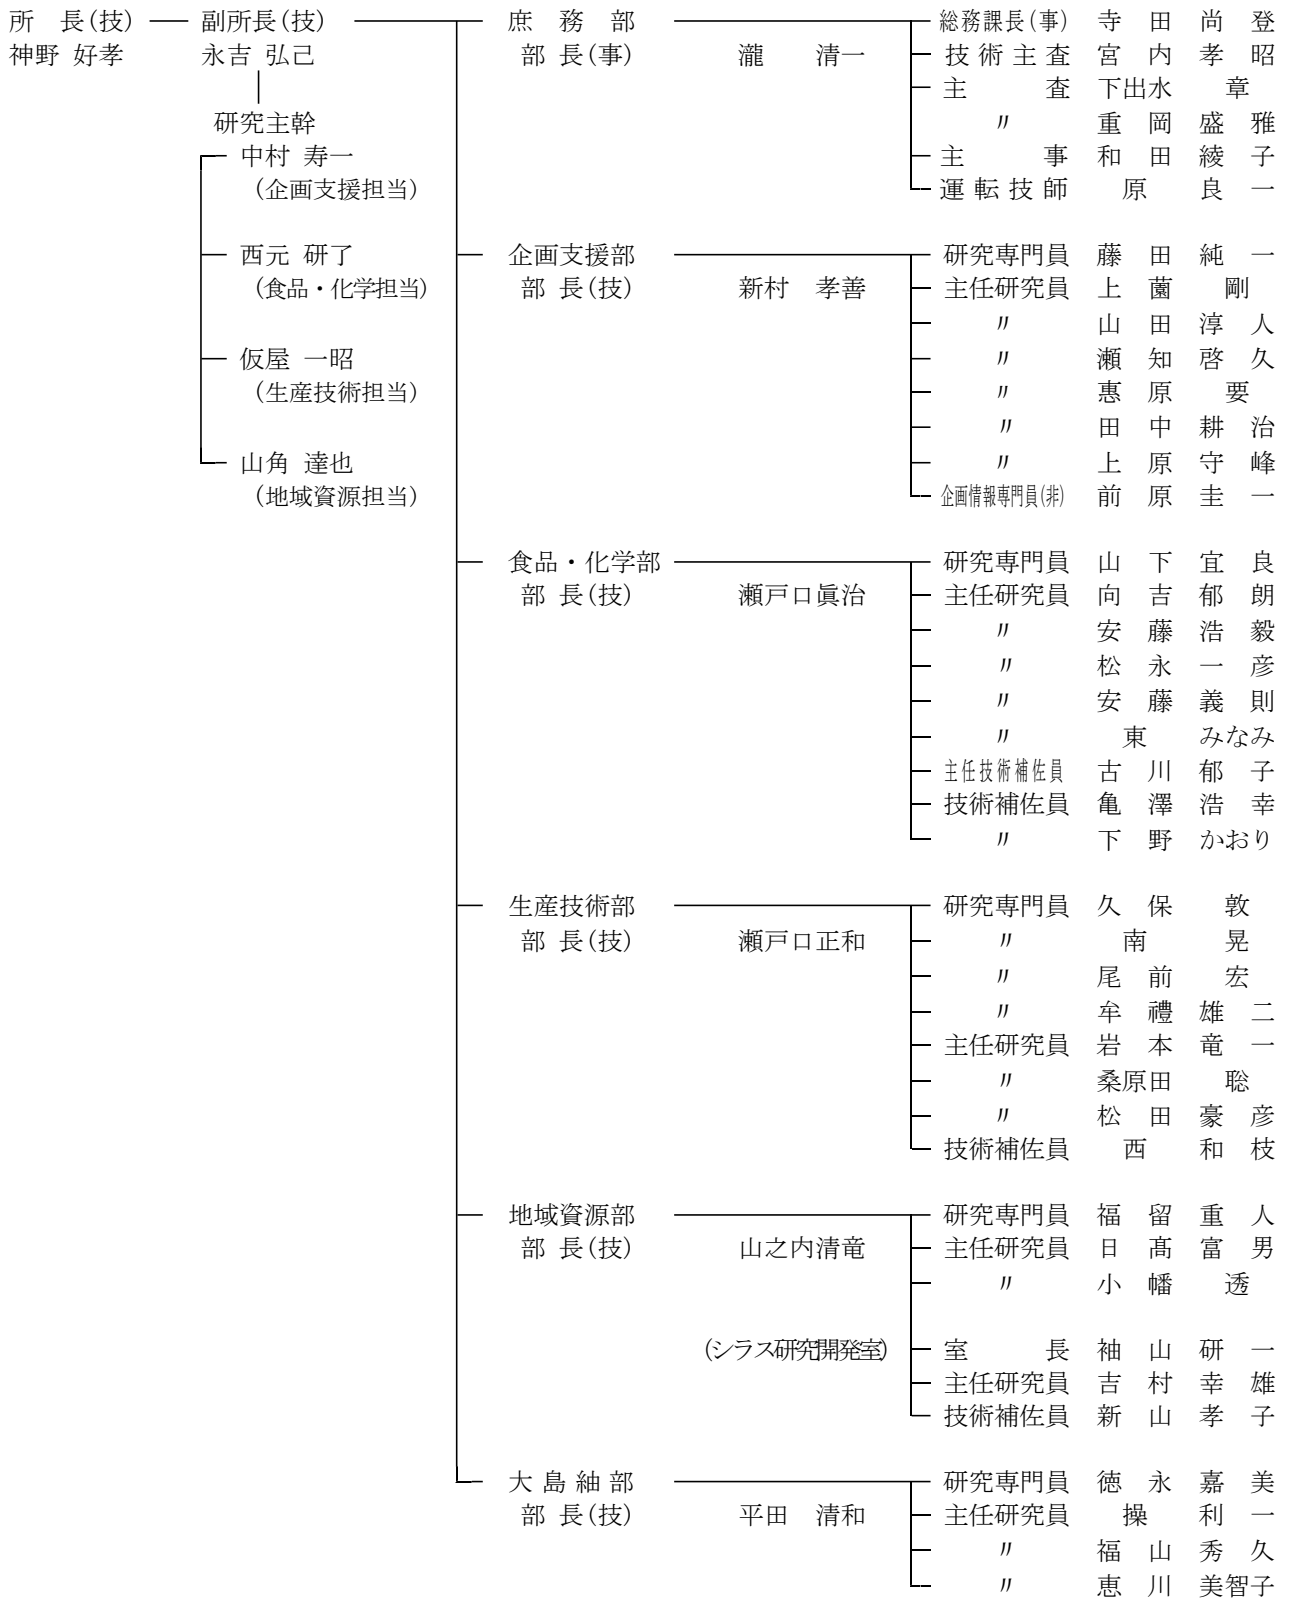 所　長(技)　副所長(技)　庶　務　部　総務課長(事)　寺田尚登
神野 好孝　永吉 弘己　部 長(事)　瀧　清一　技術主査　宮内孝昭
主　査　下出水　章
研究主幹　〃　重岡盛雅
中村 寿一　主　事　和田綾子
(企画支援担当)　運転技師　原　良一
西元 研了　企画支援部　研究専門員　藤田純一
(食品・化学担当)　部 長(技)　新村　孝善　主任研究員　上薗　剛
〃　山田淳人
仮屋 一昭　〃　瀬知啓久
(生産技術担当)　〃　惠原　要
〃　田中耕治
山角 達也　〃　上原守峰
(地域資源担当)　企画情報専門員(非)　前原圭一
食品・化学部　研究専門員　山下宜良
部 長(技)　瀬戸口眞治　主任研究員　向吉郁朗
〃　安藤浩毅
〃　松永一彦
〃　安藤義則
〃　東　みなみ
主任技術補佐員　古川郁子
技術補佐員　亀澤浩幸
〃　下野かおり
生産技術部　研究専門員　久保　敦
部 長(技)　瀬戸口正和　〃　南　晃
〃　尾前　宏
〃　牟禮雄二
主任研究員　岩本竜一
〃　桑原田　聡
〃　松田豪彦
技術補佐員　西　和枝
地域資源部　研究専門員　福留重人
部 長(技)　山之内清竜　主任研究員　日髙富男
〃　小幡　透
(シラス研究開発室)　室　長　袖山研一
主任研究員　吉村幸雄
技術補佐員　新山孝子
大島紬部　研究専門員　徳永嘉美
部 長(技)　平田　清和　主任研究員　操　利一
〃　福山秀久
〃　恵川美智子